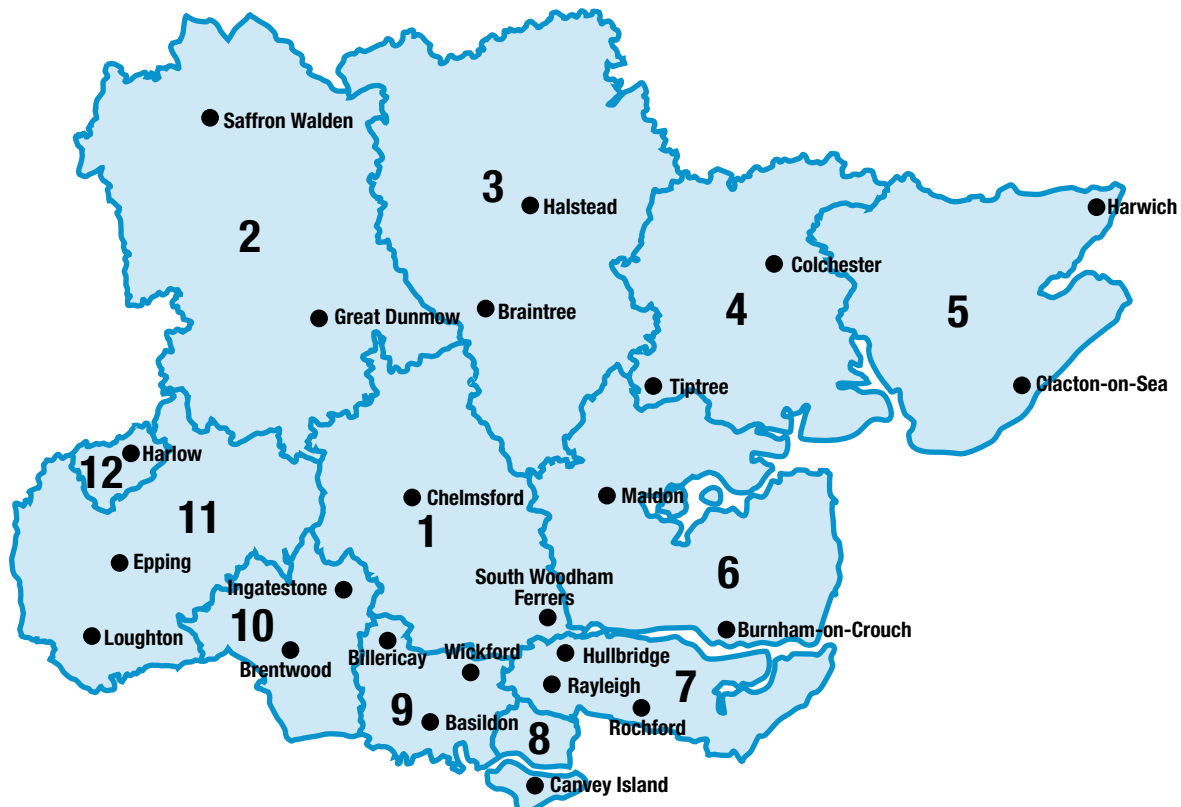 Saffron Walden
3
Halstead
Harwich
2
Colchester
Great Dunmow
Braintree
4
5
Tiptree
Clacton-on-Sea
12
Harlow
11
Chelmsford
Maldon
1
Epping
6
Ingatestone
South Woodham
Ferrers
10
Loughton
Burnham-on-Crouch
Brentwood
Billericay
Wickford
Hullbridge
Rayleigh
7
9
Basildon
Rochford
8
Canvey Island